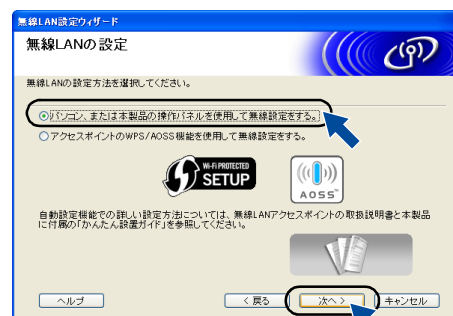 無線LAN設定ウィザード
無線LANの設定
無線LANの設定方法を選択してください。
パソコン、または本製品の操作パネルを使用して無線設定をする。
アクセスポイントのWPS/AOSS機能を使用して無線設定をする。
Wi-Fi PROTECTED
SETUP
AOSS™
自動設定機能での詳しい設定方法については、無線LANアクセスポイントの取扱説明書と本製品
に付属の「かんたん設置ガイド」を参照してください。
ヘルプ
< 戻る
次へ >
キャンセル